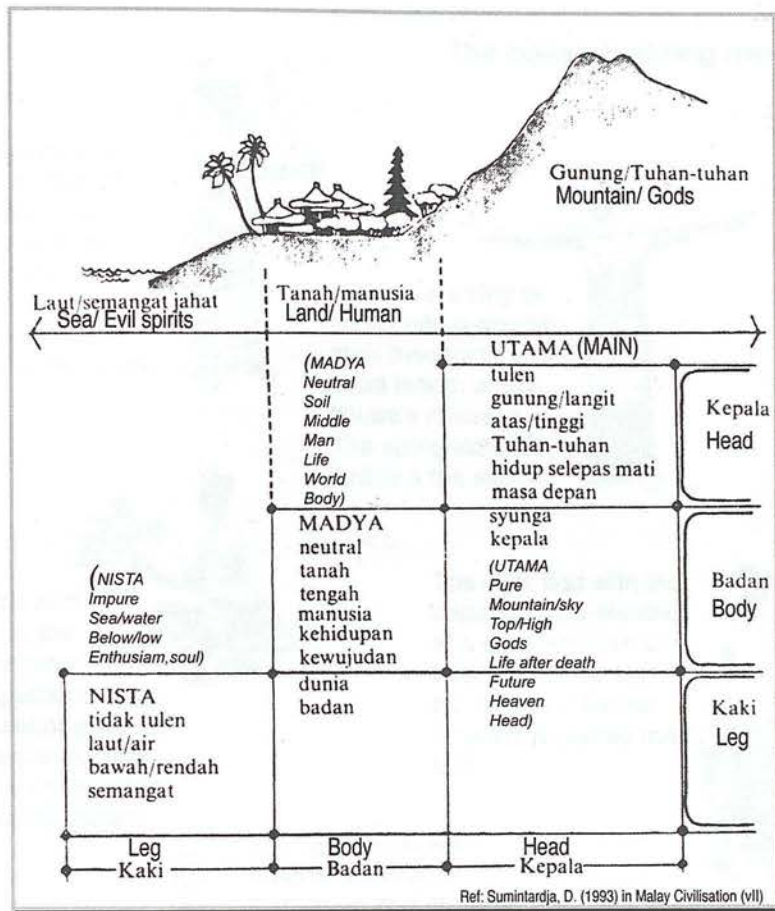 Gunung/Tuhan-tuhan
Mountain/ Gods
Laut/semangat jahat
Sea/ Evil spirits
Tanah/manusia
Land/ Human
(MADYA
Neutral
Soil
Middle
Man
Life
World
Body)
UTAMA (MAIN)
tulen
gunung/langit
atas/tinggi
Tuhan-tuhan
hidup selepas mati
masa depan
syunga
kepala
(UTAMA
Pure
Mountain/sky
Top/High
Gods
Life after death
Future
Heaven
Head)
Kepala
Head
MADYA
neutral
tanah
tengah
manusia
kehidupan
kewujudan
dunia
badan
Badan
Body
(NISTA
Impure
Sea/water
Below/low
Enthusiam,soul)
NISTA
tidak tulen
laut/air
bawah/rendah
semangat
Kaki
Leg
Leg
Kaki
Body
Badan
Head
Kepala
Ref: Sumintardja, D. (1993) in Malay Civilisation (vII)